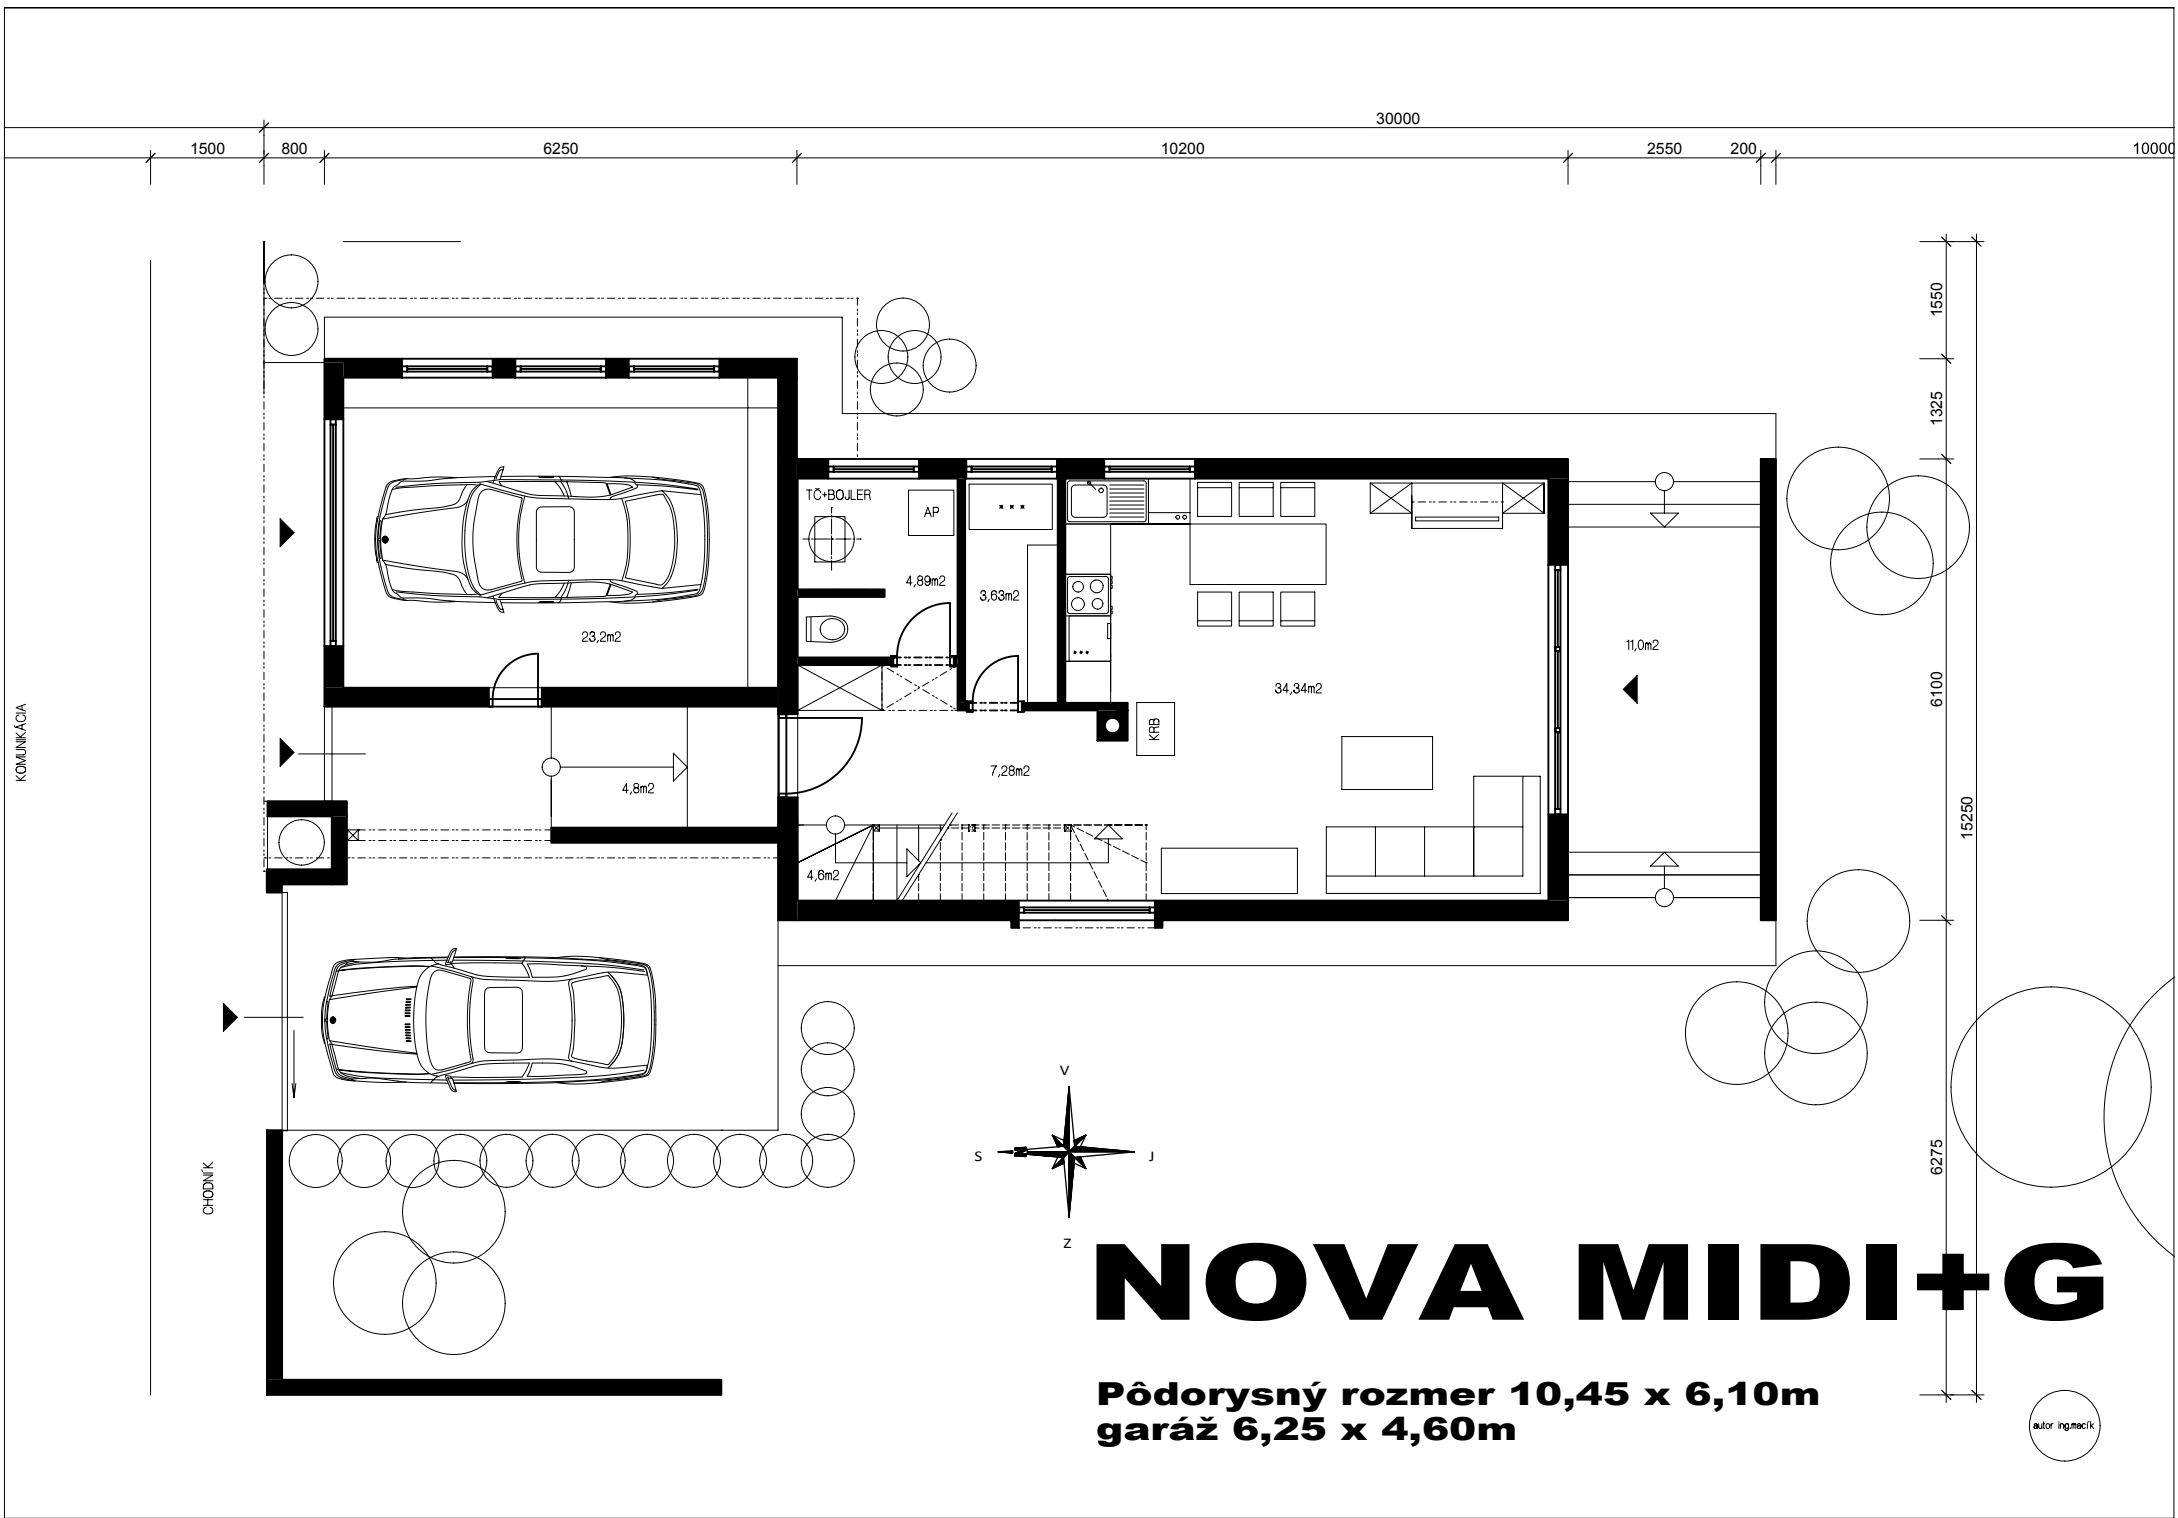 30000
1500 800 6250 10200 2550 200 10000
1550
1325
6100
15250
6275
TČ+BOJLER
AP
4,89m2
3,63m2
23,2m2
11,0m2
34,34m2
KRB
7,28m2
4,8m2
4,6m2
KOMUNIKÁCIA
CHODNÍK
V
S
J
Z
N
NOVA MIDI+G
Pôdorysný rozmer 10,45 x 6,10m
garáž 6,25 x 4,60m
autor ing.macík